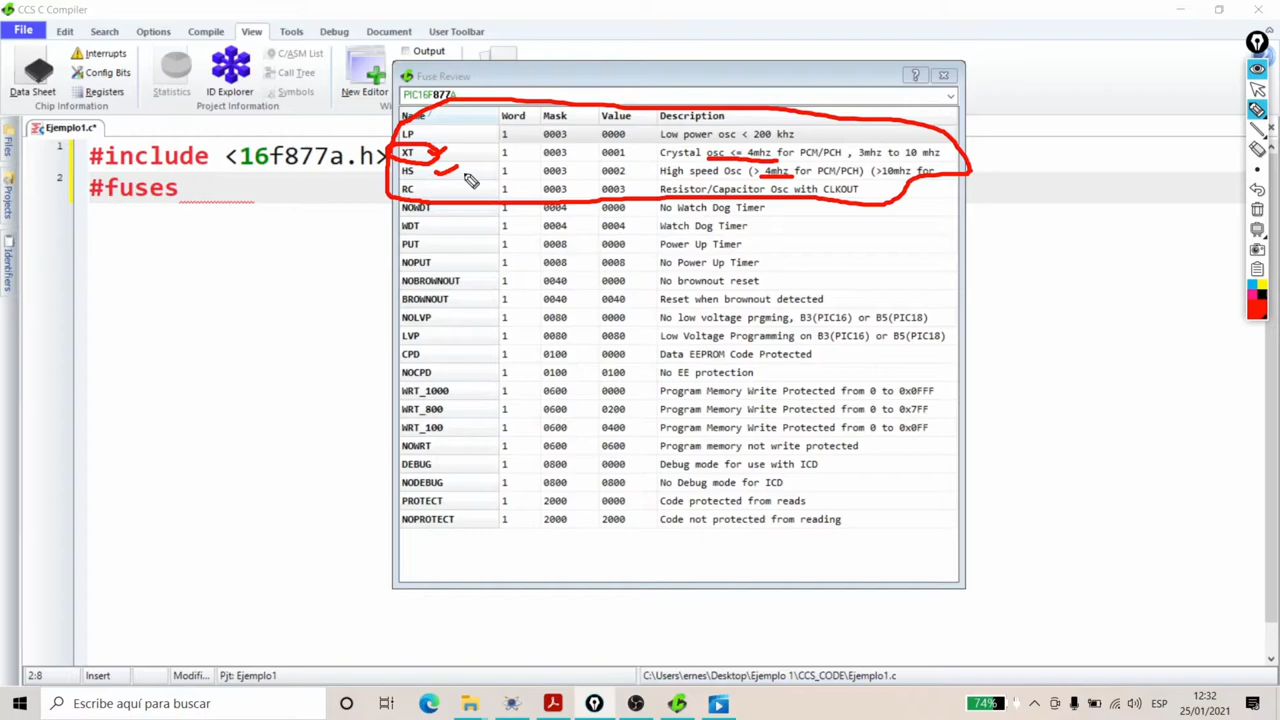 CCS C Compiler
File Edit Search Options Compile View Tools Debug Document User Toolbar
Data Sheet
Interrupts
Config Bits
Registers
Chip Information
Statistics
ID Explorer
C/ASM List
Call Tree
Symbols
Project Information
New Editor
Output
Ejemplo1.c*
Files
Projects
Identifiers
1 #include <16f877a.h>
2 #fuses
Fuse Review
PIC16F877A
Name Word Mask Value Description
LP 1 0003 0000 Low power osc < 200 khz
XT 1 0003 0001 Crystal osc <= 4mhz for PCM/PCH , 3mhz to 10 mhz
HS 1 0003 0002 High speed Osc (> 4mhz for PCM/PCH) (>10mhz for
RC 1 0003 0003 Resistor/Capacitor Osc with CLKOUT
NOWDT 1 0004 0000 No Watch Dog Timer
WDT 1 0004 0004 Watch Dog Timer
PUT 1 0008 0000 Power Up Timer
NOPUT 1 0008 0008 No Power Up Timer
NOBROWNOUT 1 0040 0000 No brownout reset
BROWNOUT 1 0040 0040 Reset when brownout detected
NOLVP 1 0080 0000 No low voltage prgming, B3(PIC16) or B5(PIC18)
LVP 1 0080 0080 Low Voltage Programming on B3(PIC16) or B5(PIC18)
CPD 1 0100 0000 Data EEPROM Code Protected
NOCPD 1 0100 0100 No EE protection
WRT_1000 1 0600 0000 Program Memory Write Protected from 0 to 0x0FFF
WRT_800 1 0600 0200 Program Memory Write Protected from 0 to 0x7FF
WRT_100 1 0600 0400 Program Memory Write Protected from 0 to 0x0FF
NOWRT 1 0600 0600 Program memory not write protected
DEBUG 1 0800 0000 Debug mode for use with ICD
NODEBUG 1 0800 0800 No Debug mode for ICD
PROTECT 1 2000 0000 Code protected from reads
NOPROTECT 1 2000 2000 Code not protected from reading
2:8 Insert Modifi... Pjt: Ejemplo1 C:\Users\ernes\Ejemplo 1\CCS_CODE\Ejemplo1.c
Escribe aquí para buscar
74%
ESP
12:32
25/01/2021